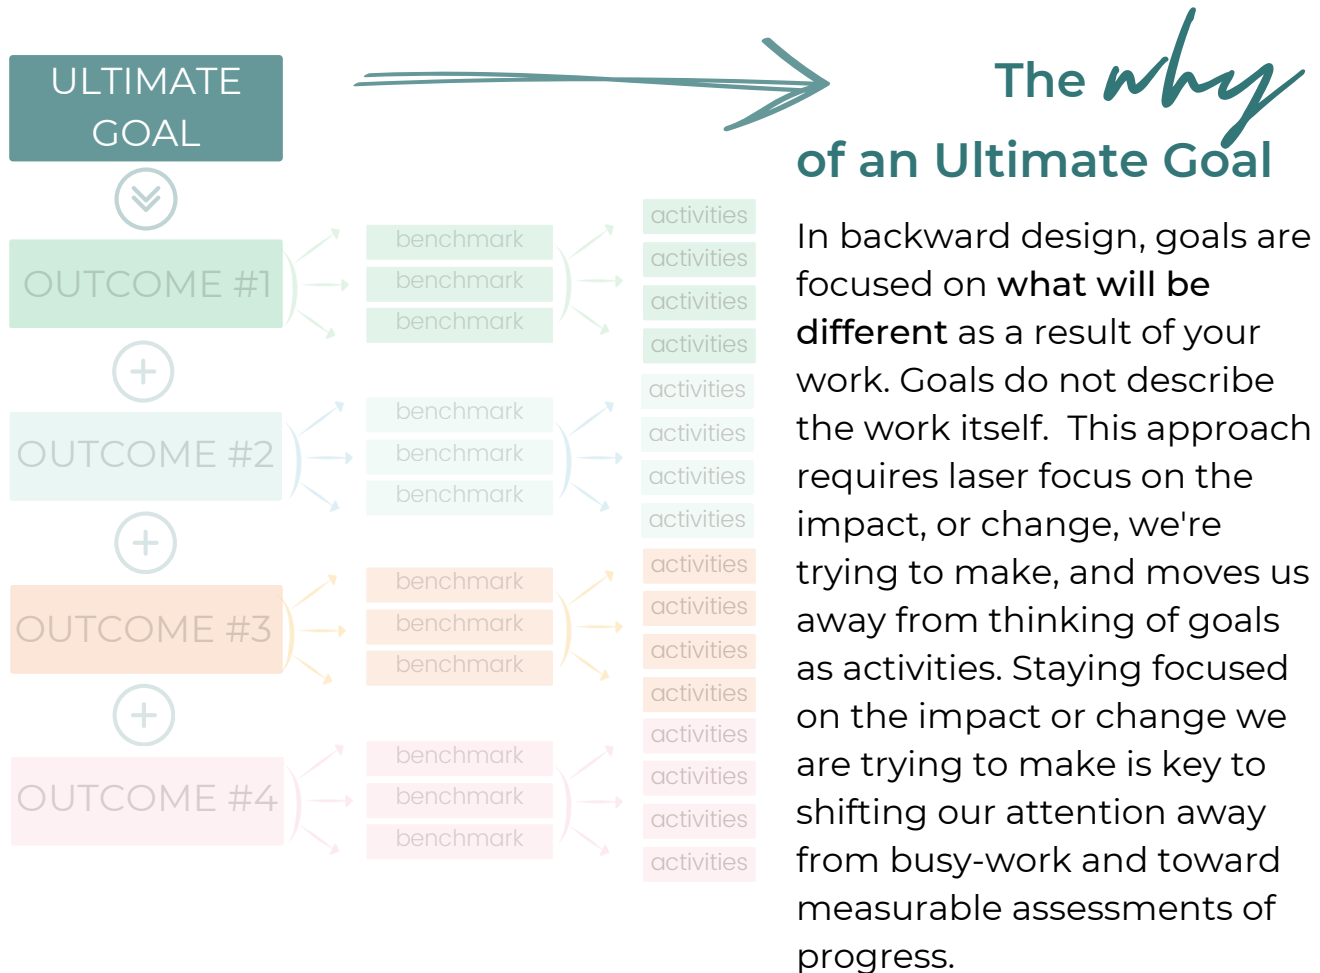 ULTIMATE
GOAL
OUTCOME #1
benchmark
benchmark
benchmark
activities
activities
activities
activities
OUTCOME #2
benchmark
benchmark
benchmark
activities
activities
activities
activities
OUTCOME #3
benchmark
benchmark
benchmark
activities
activities
activities
activities
OUTCOME #4
benchmark
benchmark
benchmark
activities
activities
activities
activities
The why
of an Ultimate Goal
In backward design, goals are
focused on what will be
different as a result of your
work. Goals do not describe
the work itself.  This approach
requires laser focus on the
impact, or change, we're
trying to make, and moves us
away from thinking of goals
as activities. Staying focused
on the impact or change we
are trying to make is key to
shifting our attention away
from busy-work and toward
measurable assessments of
progress.